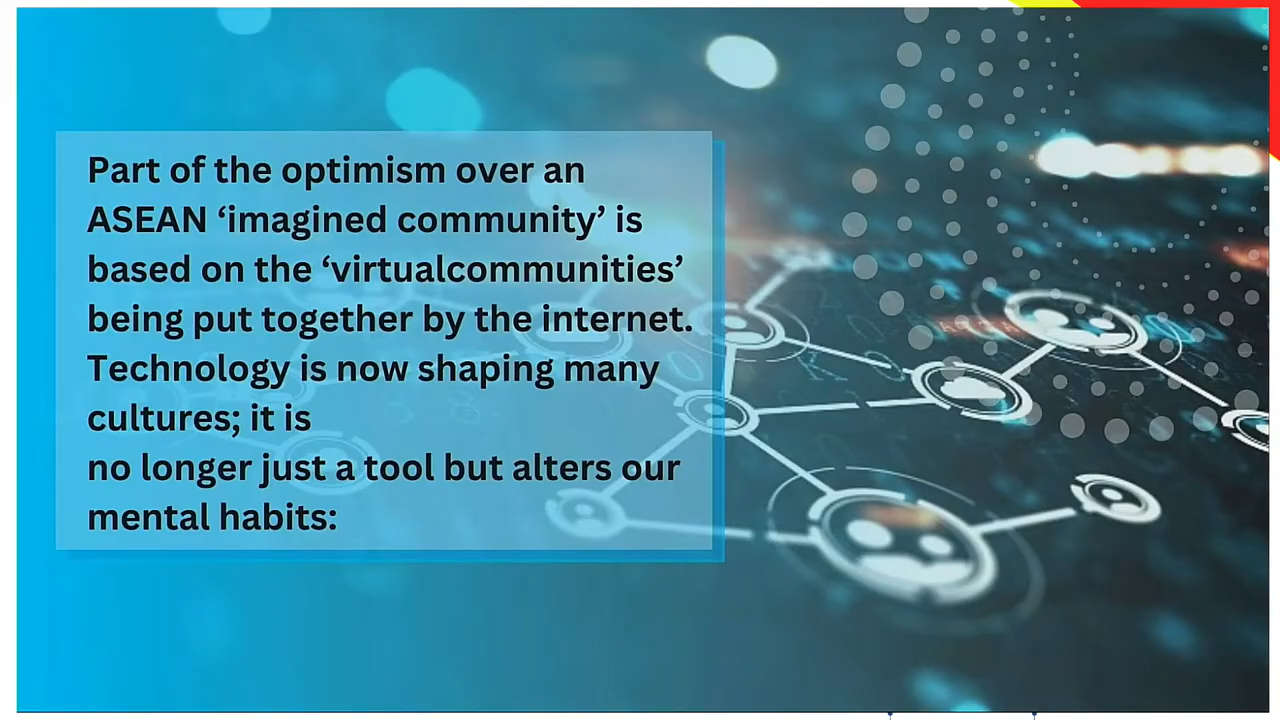 Part of the optimism over an
ASEAN ‘imagined community’ is
based on the ‘virtualcommunities’
being put together by the internet.
Technology is now shaping many
cultures; it is
no longer just a tool but alters our
mental habits: